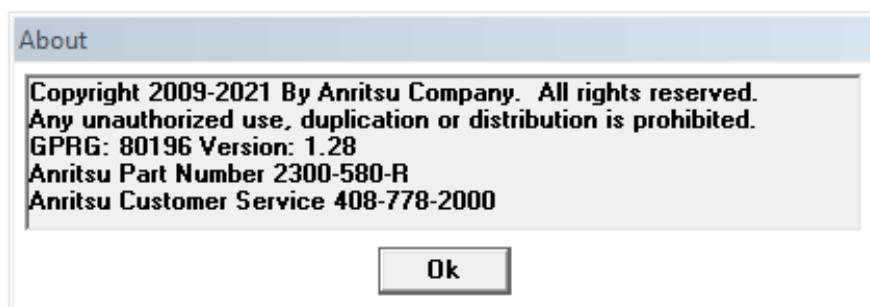 About
Copyright 2009-2021 By Anritsu Company.  All rights reserved.
Any unauthorized use, duplication or distribution is prohibited.
GPRG: 80196 Version: 1.28
Anritsu Part Number 2300-580-R
Anritsu Customer Service 408-778-2000
Ok